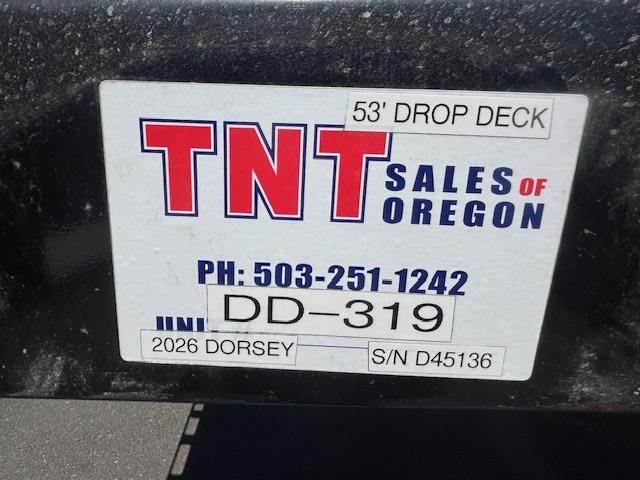 53' DROP DECK
TNT SALES OF
OREGON
PH: 503-251-1242
DD-319
2026 DORSEY
S/N D45136